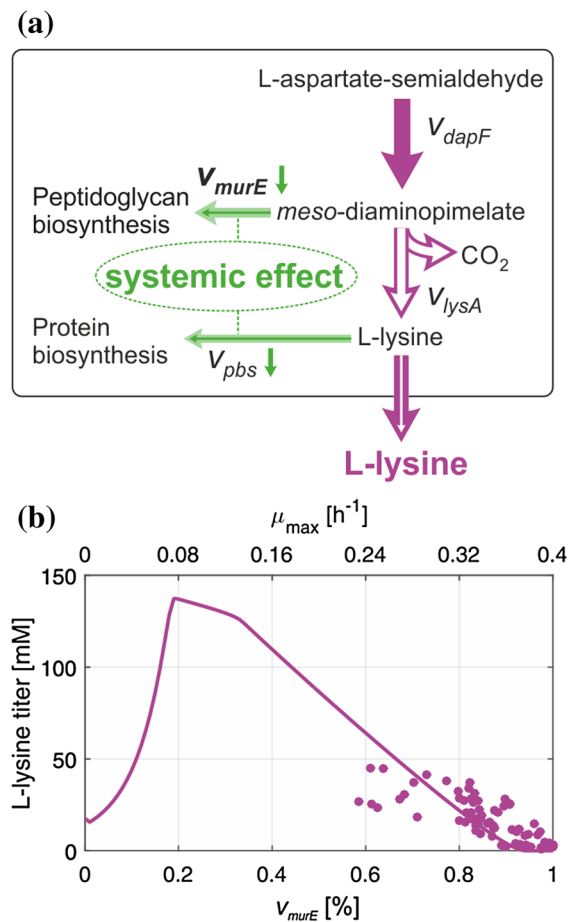 (a)
L-aspartate-semialdehyde
v_dapF
v_murE
Peptidoglycan
biosynthesis
meso-diaminopimelate
CO₂
systemic effect
v_lysA
Protein
biosynthesis
L-lysine
v_pbs
L-lysine
(b)
μ_max [h⁻¹]
0 0.08 0.16 0.24 0.32 0.4
150
100
50
0
L-lysine titer [mM]
0 0.2 0.4 0.6 0.8 1
v_murE [%]